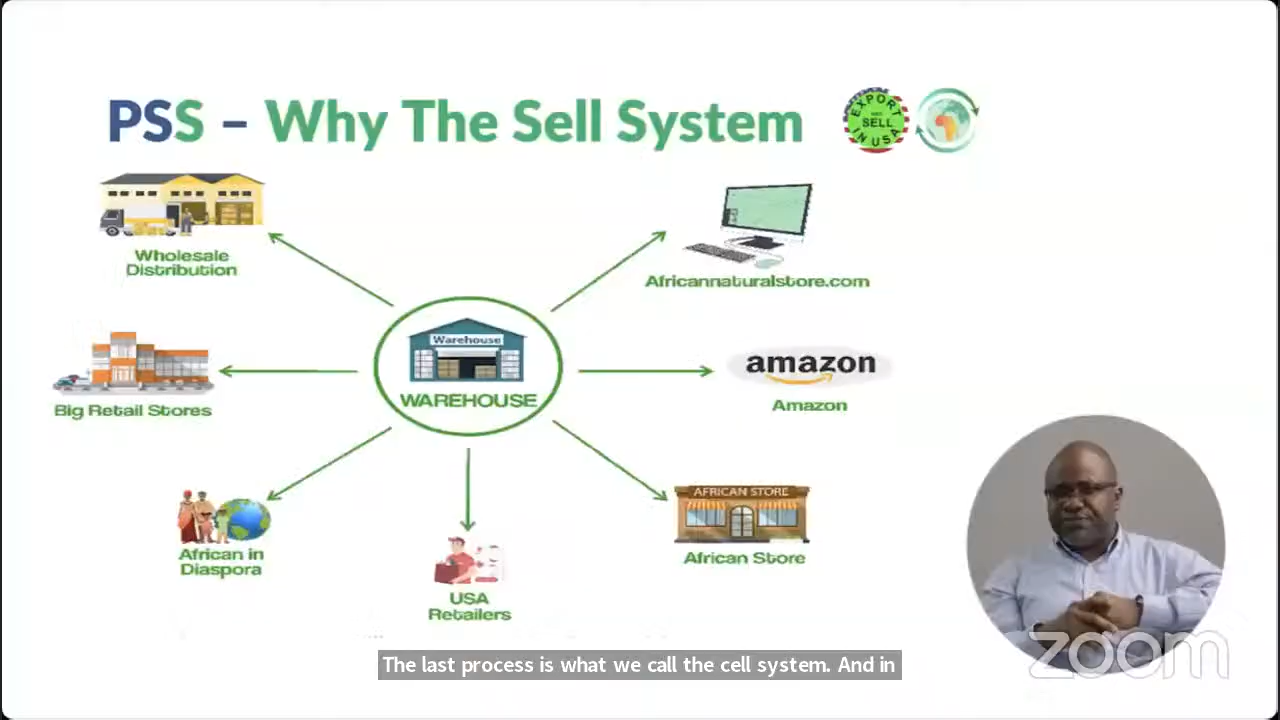 PSS – Why The Sell System
EXPORT
SELL
IN USA
Wholesale
Distribution
Africannaturalstore.com
Warehouse
WAREHOUSE
Big Retail Stores
amazon
Amazon
AFRICAN STORE
African Store
African in
Diaspora
USA
Retailers
The last process is what we call the cell system. And in
zoom